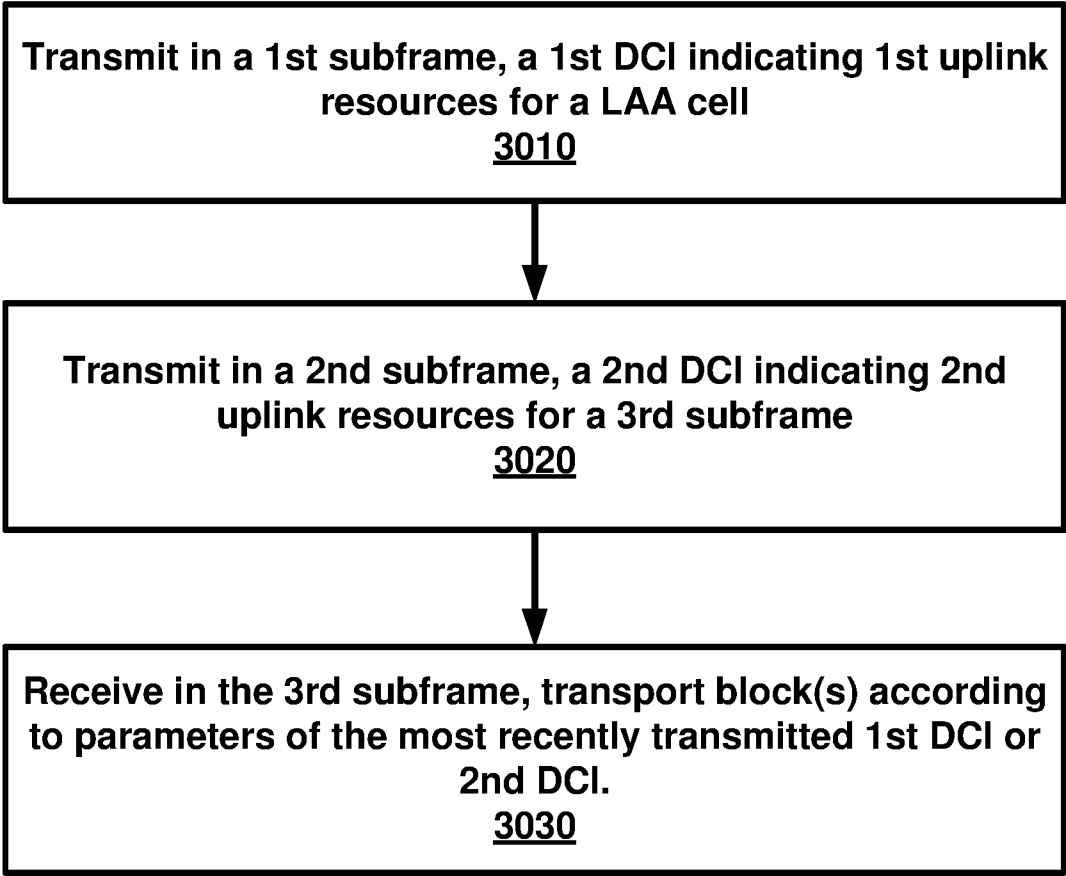 Transmit in a 1st subframe, a 1st DCI indicating 1st uplink
resources for a LAA cell
3010
Transmit in a 2nd subframe, a 2nd DCI indicating 2nd
uplink resources for a 3rd subframe
3020
Receive in the 3rd subframe, transport block(s) according
to parameters of the most recently transmitted 1st DCI or
2nd DCI.
3030